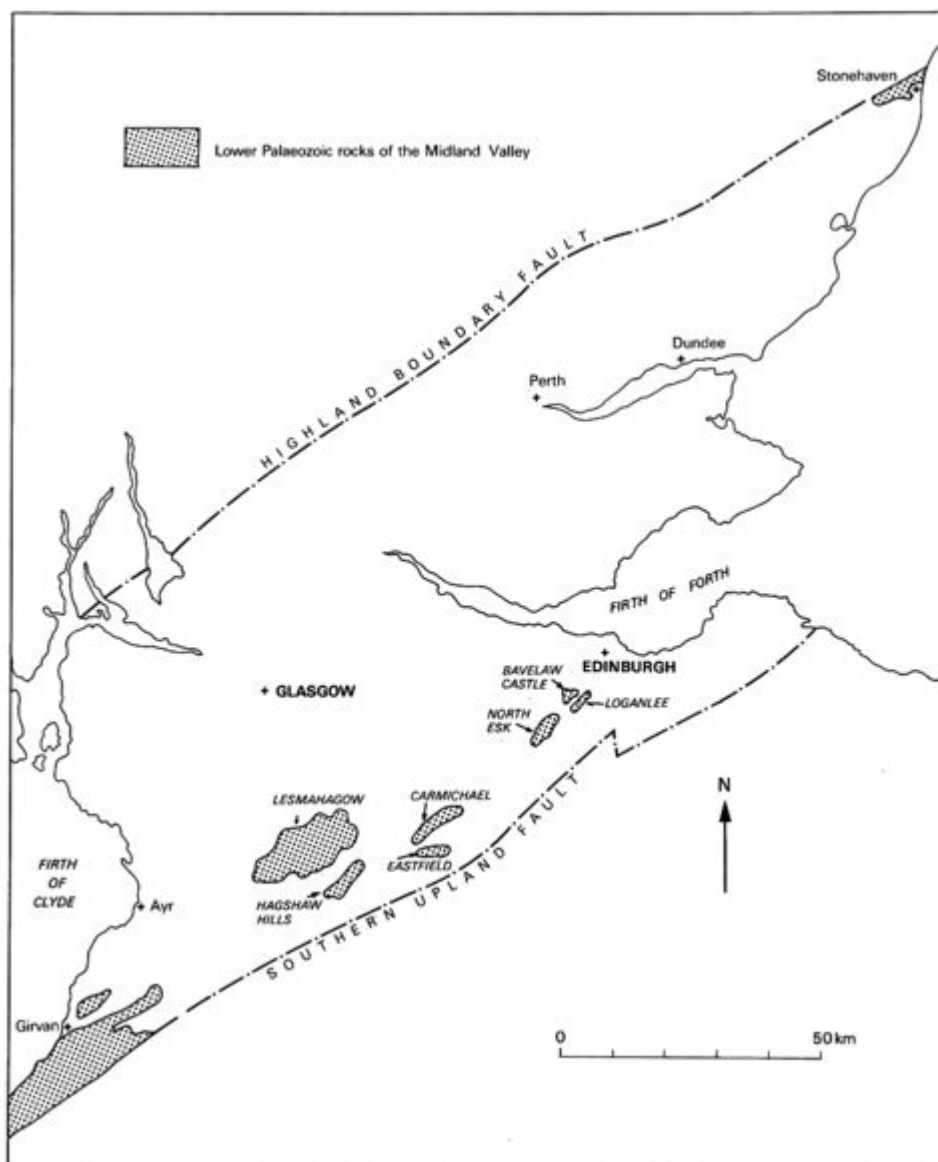 Stonehaven
Lower Palaeozoic rocks of the Midland Valley
HIGHLAND BOUNDARY FAULT
Dundee
Perth
FIRTH OF FORTH
EDINBURGH
BAVELAW
CASTLE
GLASGOW
LOGANLEE
NORTH
ESK
N
CARMICHAEL
LESMAHAGOW
EASTFIELD
FIRTH
OF
CLYDE
HAGSHAW
HILLS
Ayr
SOUTHERN UPLAND FAULT
Girvan
0
50 km